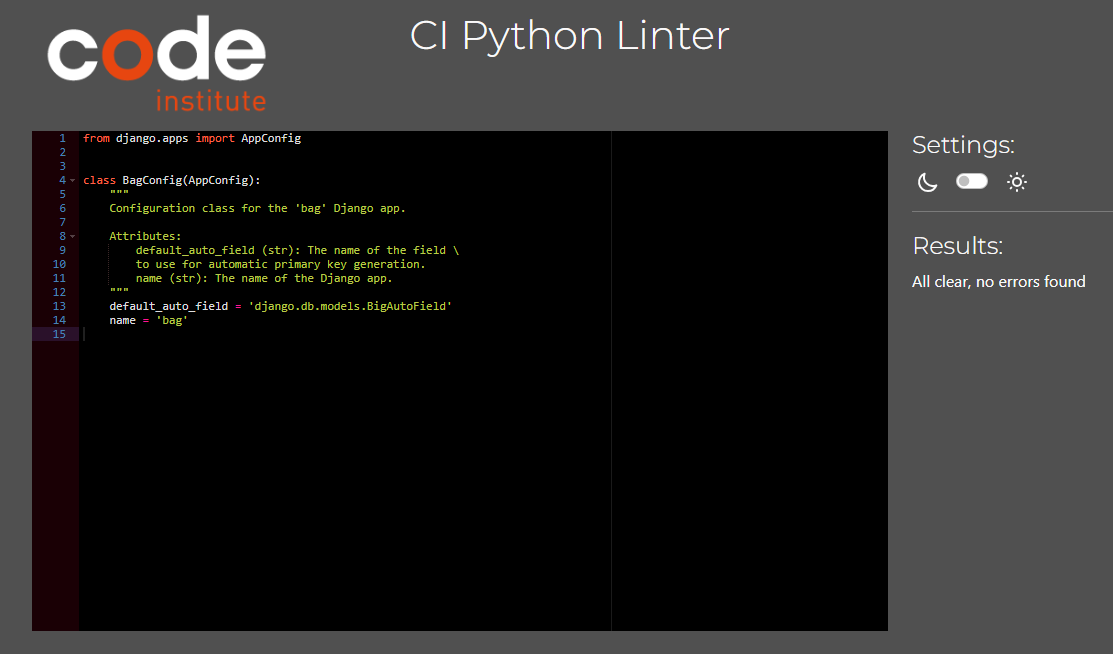 code
institute
CI Python Linter
1 from django.apps import AppConfig
2
3
4 class BagConfig(AppConfig):
5     """
6     Configuration class for the 'bag' Django app.
7
8     Attributes:
9         default_auto_field (str): The name of the field \
10         to use for automatic primary key generation.
11         name (str): The name of the Django app.
12     """
13     default_auto_field = 'django.db.models.BigAutoField'
14     name = 'bag'
15
Settings:
Results:
All clear, no errors found